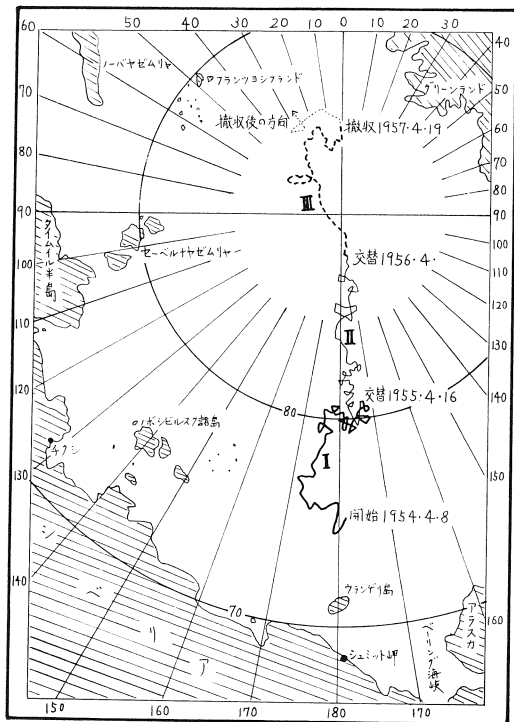 60 50 40 30 20 10 0 10 20 30
40
50
60
70
80
90
100
110
120
130
140
150
160
70
80
90
100
110
120
130
140
150 160 170 180 170
ノーバヤゼムリヤ
フランツヨシフランド
グリーンランド
撤収後の方向
撤収1957・4・19
III
セーベルナヤゼムリヤー
タイムイル半島
交替1956・4・
II
交替1955・4・16
80
ノボシビルスク諸島
チクシ
I
開始1954・4・8
ウランゲリ島
70
シベリア
シュミット岬
ベーリング海峡
アラスカ